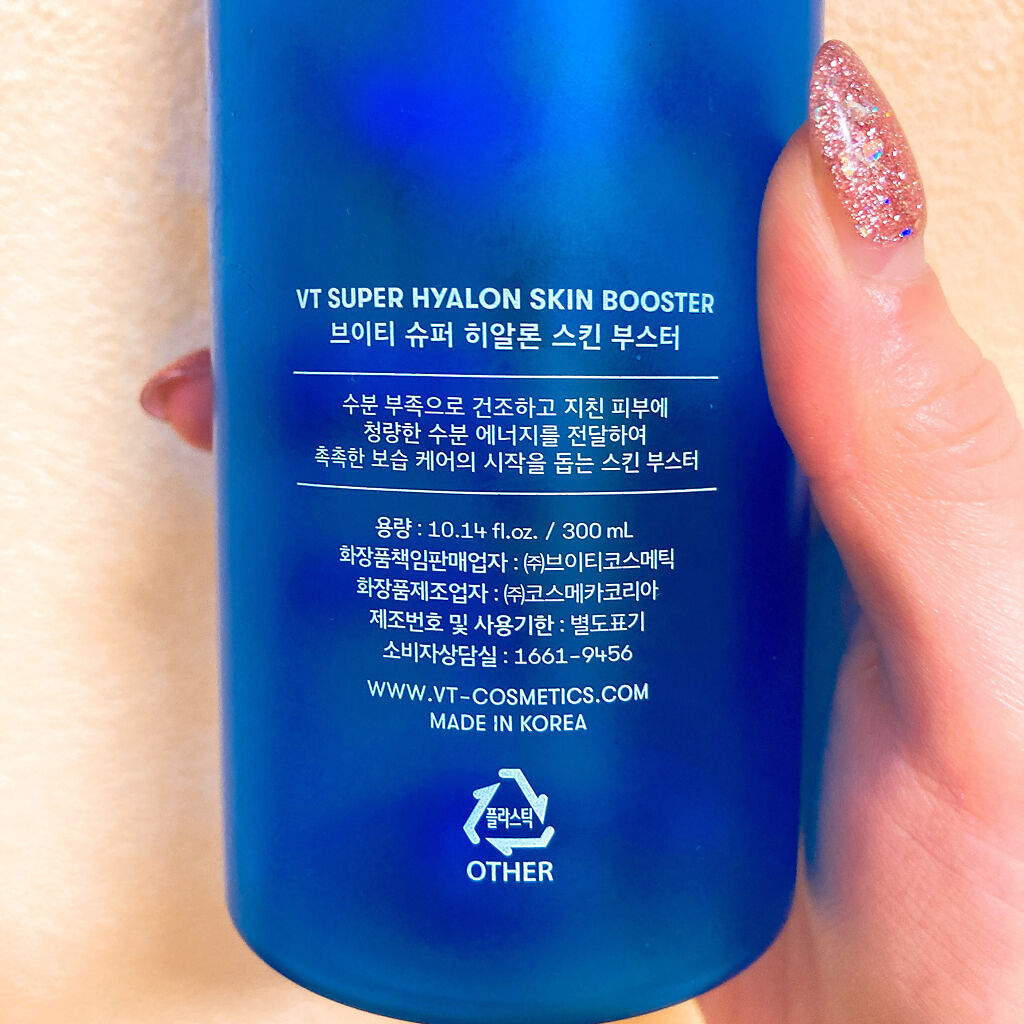 VT SUPER HYALON SKIN BOOSTER
브이티 슈퍼 히알론 스킨 부스터
수분 부족으로 건조하고 지친 피부에
청량한 수분 에너지를 전달하여
촉촉한 보습 케어의 시작을 돕는 스킨 부스터
용량 : 10.14 fl.oz. / 300 mL
화장품책임판매업자 : ㈜브이티코스메틱
화장품제조업자 : ㈜코스메카코리아
제조번호 및 사용기한 : 별도표기
소비자상담실 : 1661-9456
WWW.VT-COSMETICS.COM
MADE IN KOREA
플라스틱
OTHER